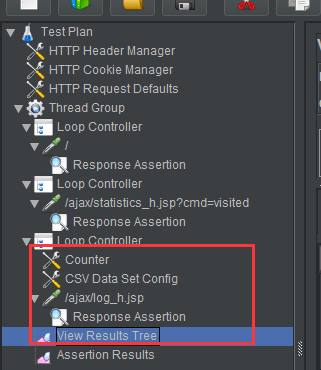 Test Plan
HTTP Header Manager
HTTP Cookie Manager
HTTP Request Defaults
Thread Group
Loop Controller
/
Response Assertion
Loop Controller
/ajax/statistics_h.jsp?cmd=visited
Response Assertion
Loop Controller
Counter
CSV Data Set Config
/ajax/log_h.jsp
Response Assertion
View Results Tree
Assertion Results